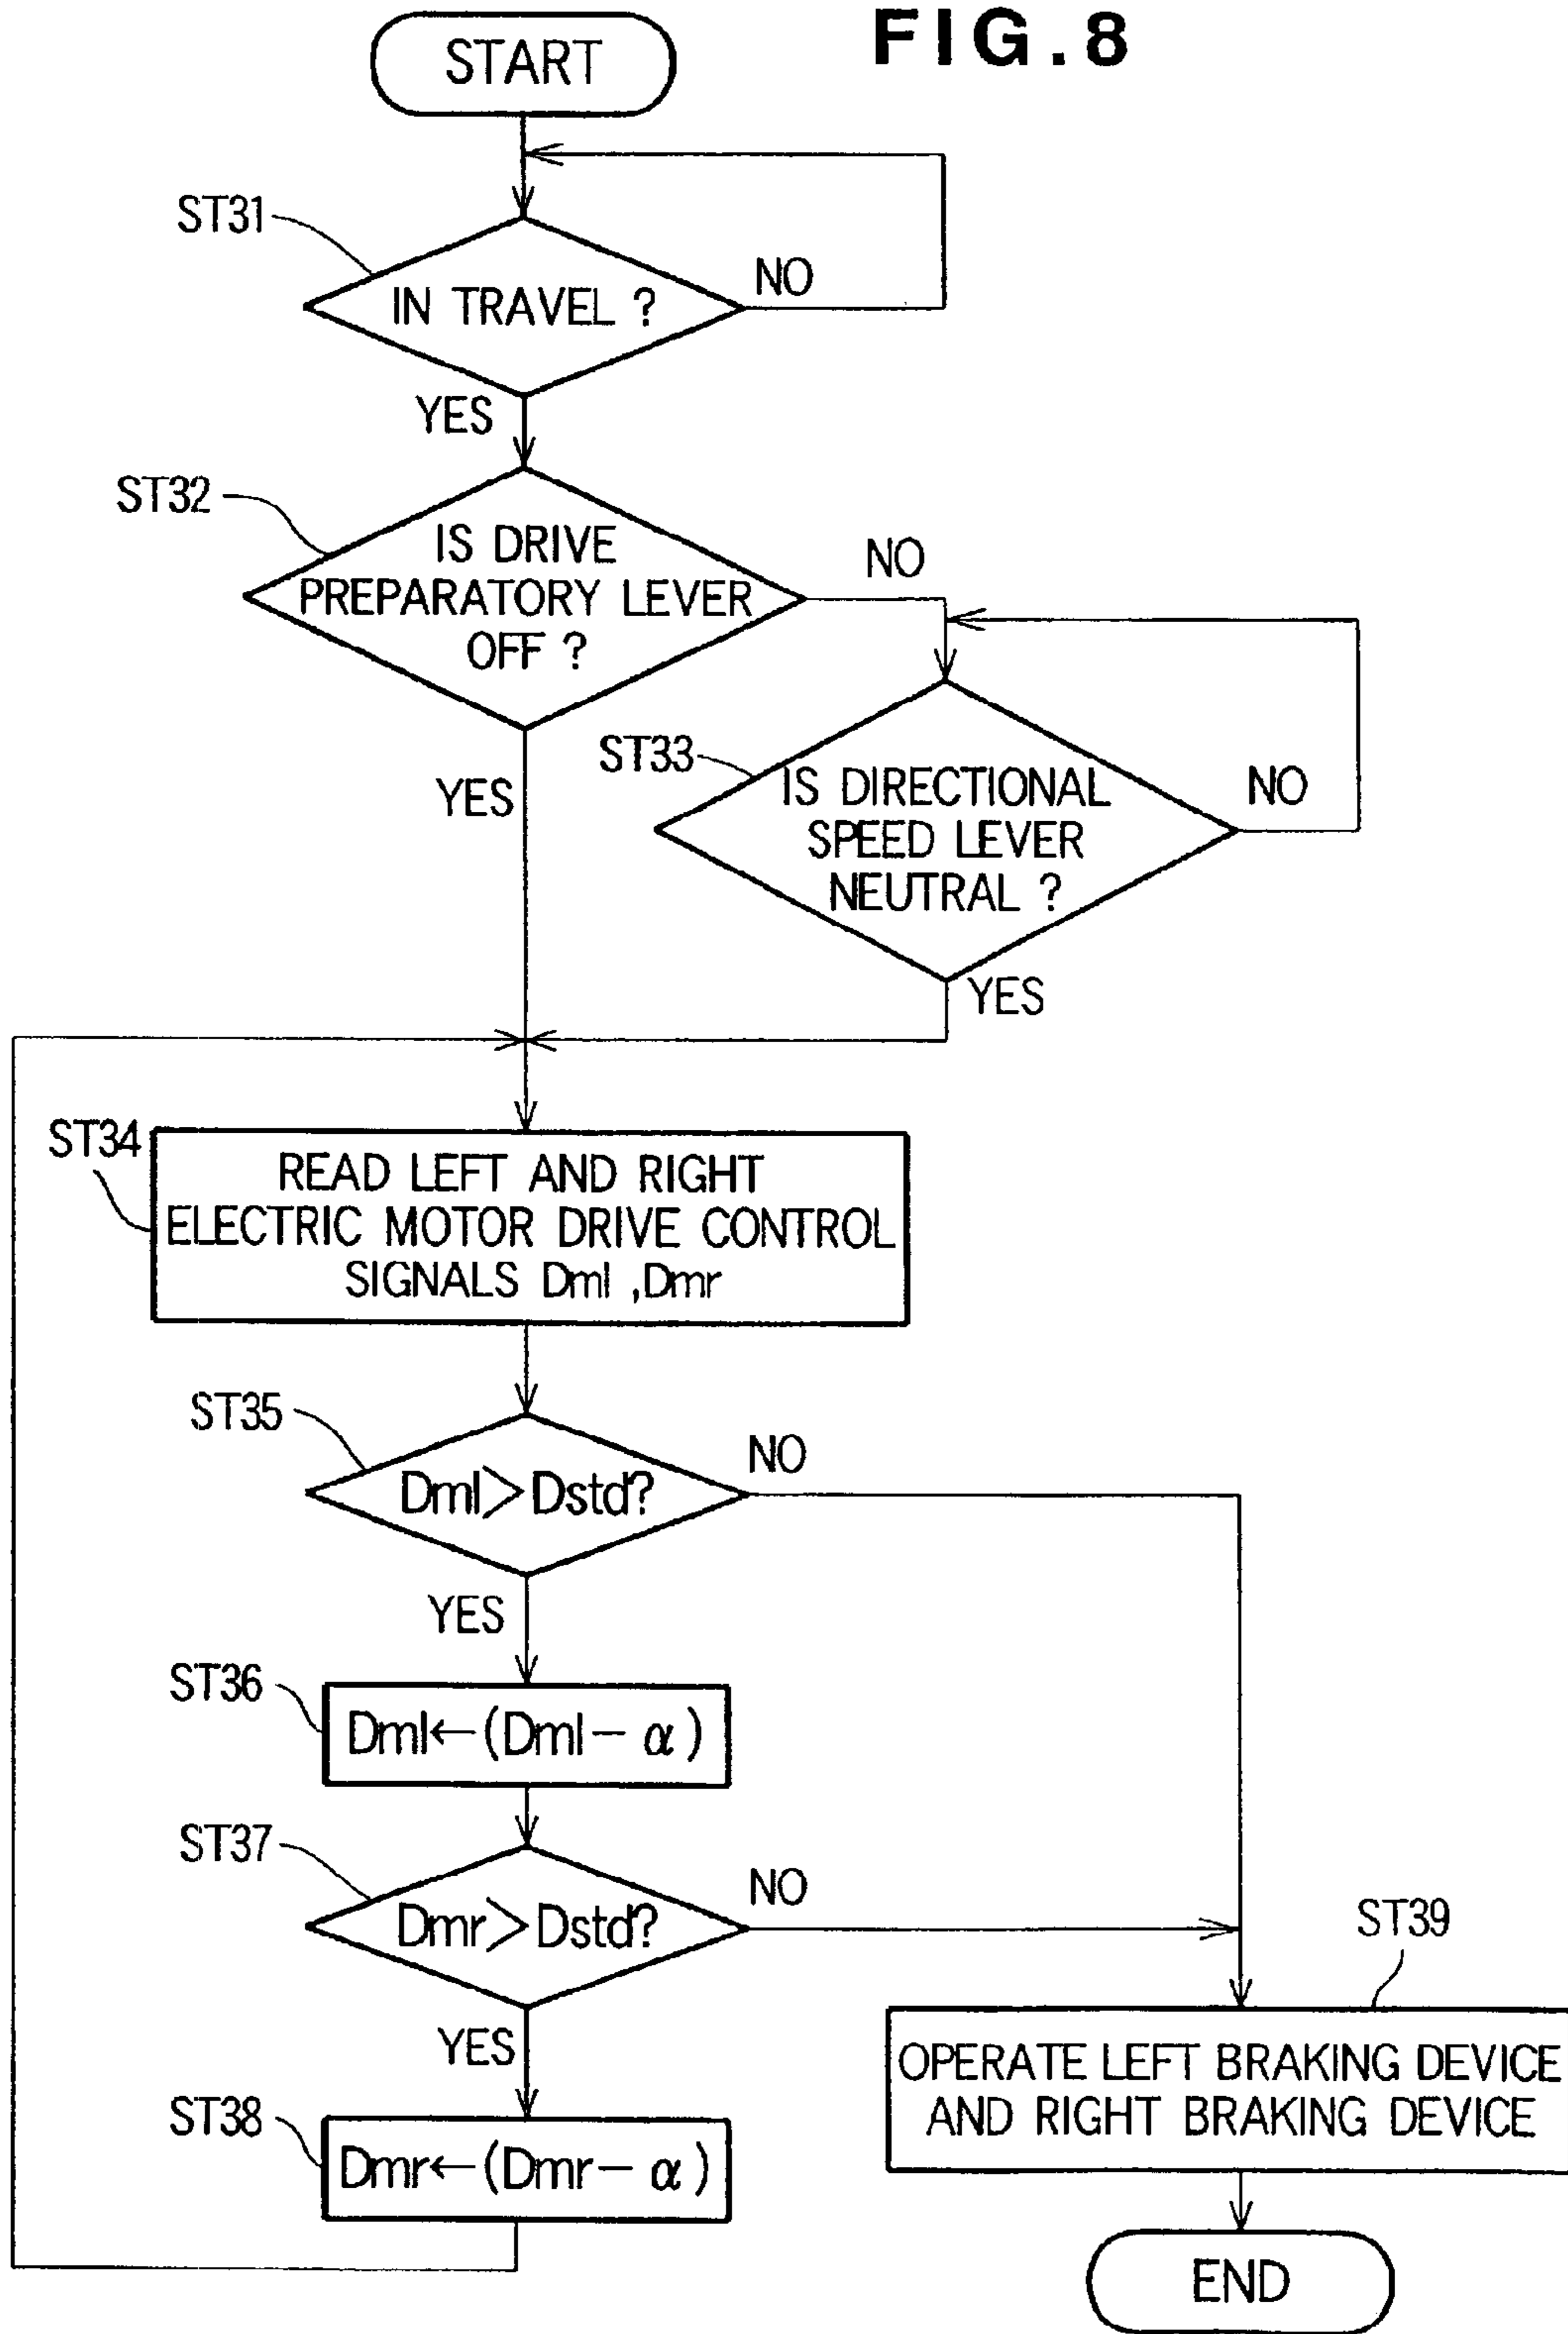 FIG.8
START
ST31
IN TRAVEL ?
NO
YES
ST32
IS DRIVE
PREPARATORY LEVER
OFF ?
NO
YES
ST33
IS DIRECTIONAL
SPEED LEVER
NEUTRAL ?
NO
YES
ST34
READ LEFT AND RIGHT
ELECTRIC MOTOR DRIVE CONTROL
SIGNALS Dml ,Dmr
ST35
Dml>Dstd?
NO
YES
ST36
Dml←(Dml− α)
ST37
Dmr>Dstd?
NO
YES
ST38
Dmr←(Dmr− α)
ST39
OPERATE LEFT BRAKING DEVICE
AND RIGHT BRAKING DEVICE
END